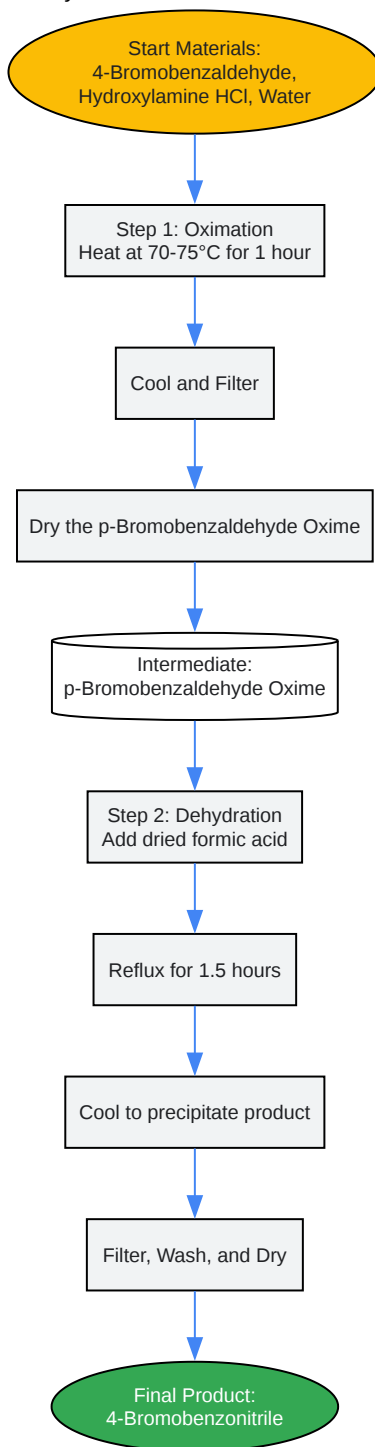 Start Materials:
4-Bromobenzaldehyde,
Hydroxylamine HCl, Water
Step 1: Oximation
Heat at 70-75°C for 1 hour
Cool and Filter
Dry the p-Bromobenzaldehyde Oxime
Intermediate:
p-Bromobenzaldehyde Oxime
Step 2: Dehydration
Add dried formic acid
Reflux for 1.5 hours
Cool to precipitate product
Filter, Wash, and Dry
Final Product:
4-Bromobenzonitrile